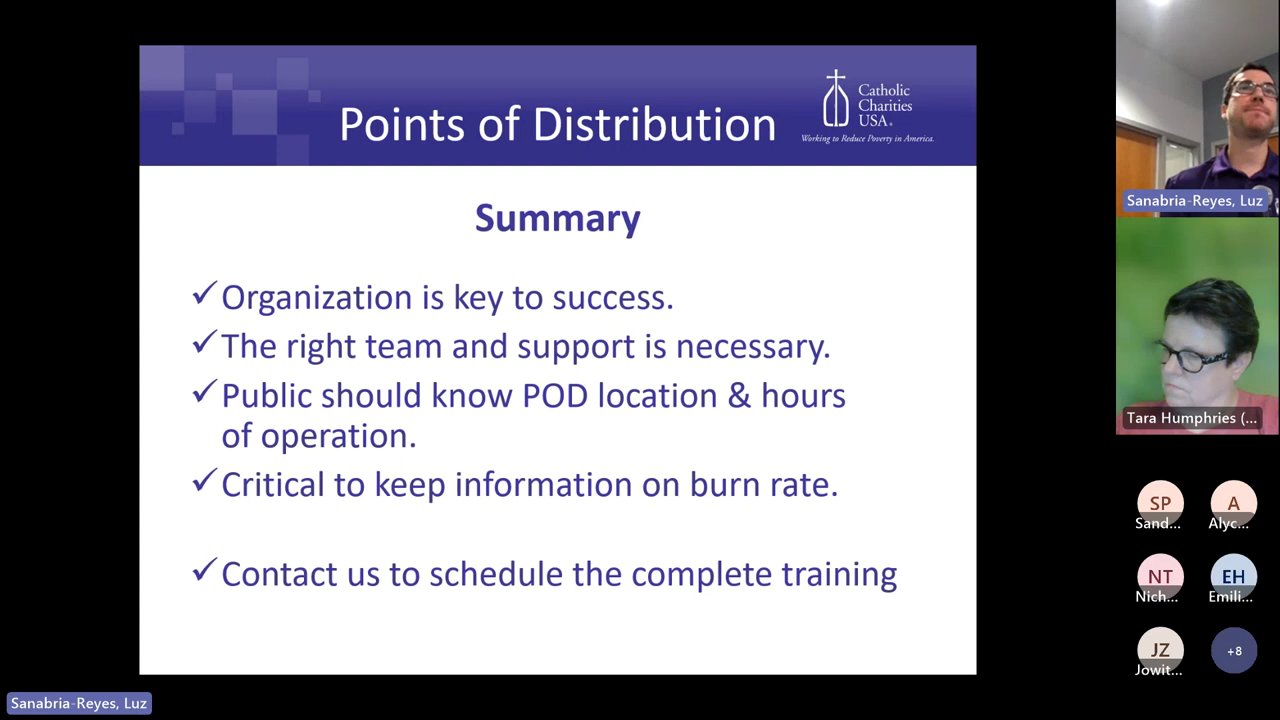 Points of Distribution
Catholic
Charities
USA®
Working to Reduce Poverty in America.
Summary
✓Organization is key to success.
✓The right team and support is necessary.
✓Public should know POD location & hours
of operation.
✓Critical to keep information on burn rate.
✓Contact us to schedule the complete training
Sanabria-Reyes, Luz
Tara Humphries (...
SP
Sand...
A
Alyc...
NT
Nich...
EH
Emili...
JZ
Jowit...
+8
Sanabria-Reyes, Luz